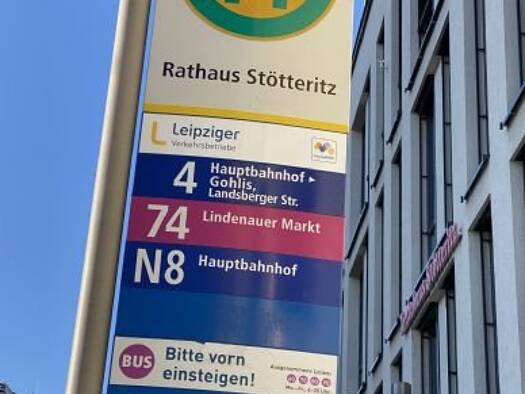 Rathaus Stötteritz
Leipziger
Verkehrsbetriebe
4 Hauptbahnhof ▸
Gohlis,
Landsberger Str.
74 Lindenauer Markt
N8 Hauptbahnhof
BUS Bitte vorn
einsteigen!